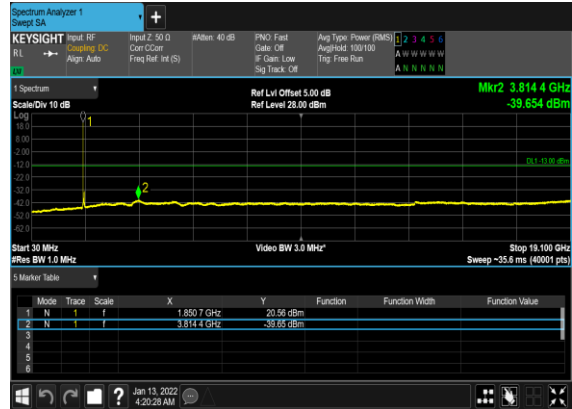 Spectrum Analyzer 1
Swept SA
+
KEYSIGHT Input: RF Input Z: 50 Ω #Atten: 40 dB PNO: Fast Avg Type: Power (RMS) 1 2 3 4 5 6
RL Coupling: DC Corr CCorr Gate: Off Avg|Hold: 100/100 A W W W W W
Align: Auto Freq Ref: Int (S) IF Gain: Low Trig: Free Run
Sig Track: Off A N N N N N
1 Spectrum Ref Lvl Offset 5.00 dB Mkr2 3.814 4 GHz
Scale/Div 10 dB Ref Level 28.00 dBm -39.654 dBm
Log
18.0
8.00
-2.00
-12.0
-22.0
-32.0
-42.0
-52.0
-62.0
1
2
DL1 -13.00 dBm
Start 30 MHz Video BW 3.0 MHz* Stop 19.100 GHz
#Res BW 1.0 MHz Sweep ~35.6 ms (40001 pts)
5 Marker Table
Mode Trace Scale X Y Function Function Width Function Value
1 N 1 f 1.850 7 GHz 20.56 dBm
2 N 1 f 3.814 4 GHz -39.65 dBm
3
4
5
6
? Jan 13, 2022
4:20:28 AM